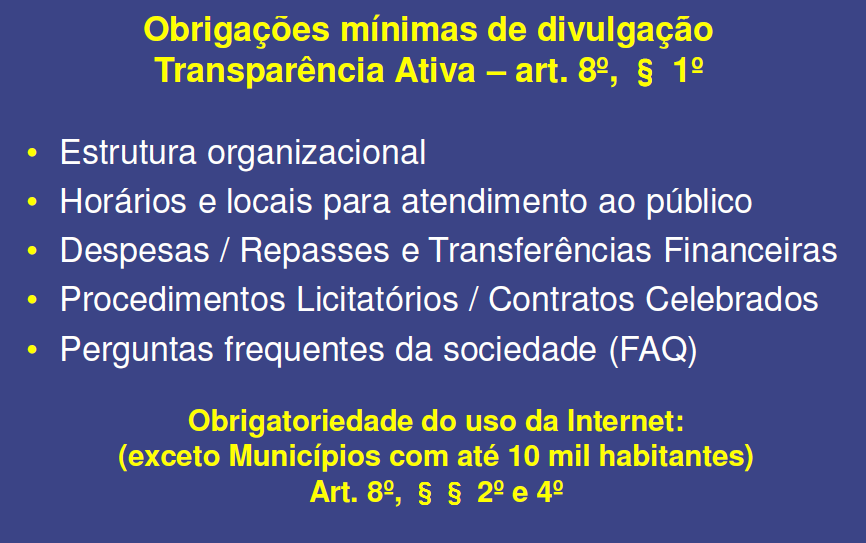 Obrigações mínimas de divulgação
Transparência Ativa – art. 8º, § 1º
• Estrutura organizacional
• Horários e locais para atendimento ao público
• Despesas / Repasses e Transferências Financeiras
• Procedimentos Licitatórios / Contratos Celebrados
• Perguntas frequentes da sociedade (FAQ)
Obrigatoriedade do uso da Internet:
(exceto Municípios com até 10 mil habitantes)
Art. 8º, § § 2º e 4º